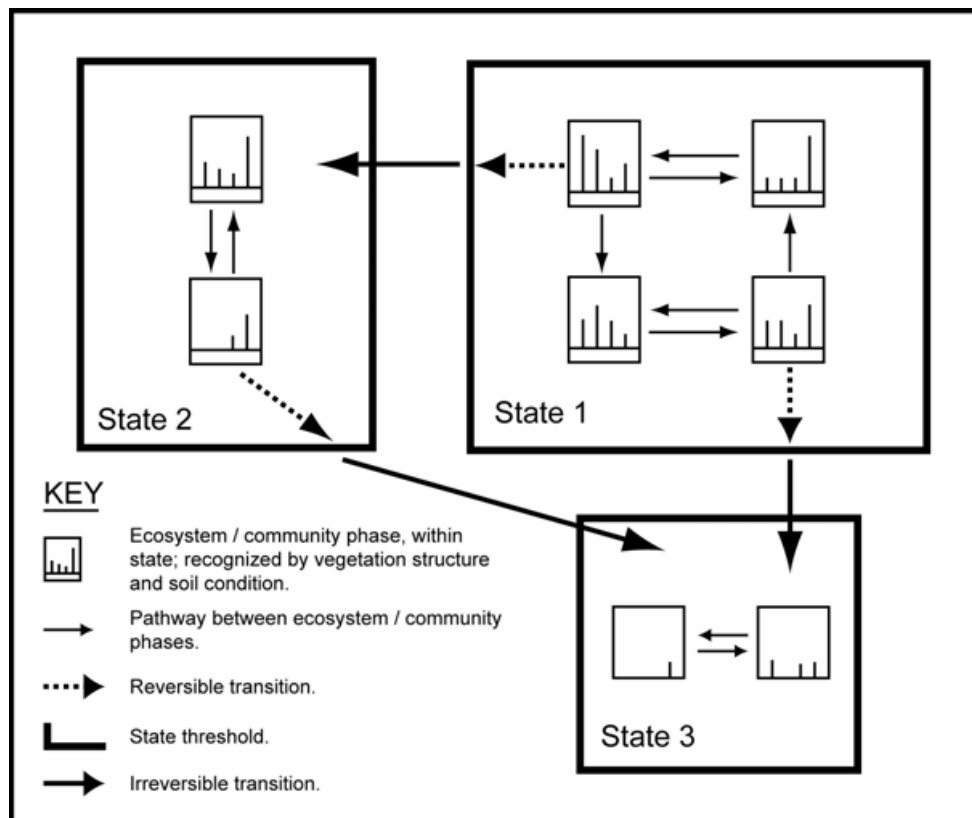 State 2
State 1
KEY
Ecosystem / community phase, within
state; recognized by vegetation structure
and soil condition.
Pathway between ecosystem / community
phases.
Reversible transition.
State threshold.
Irreversible transition.
State 3